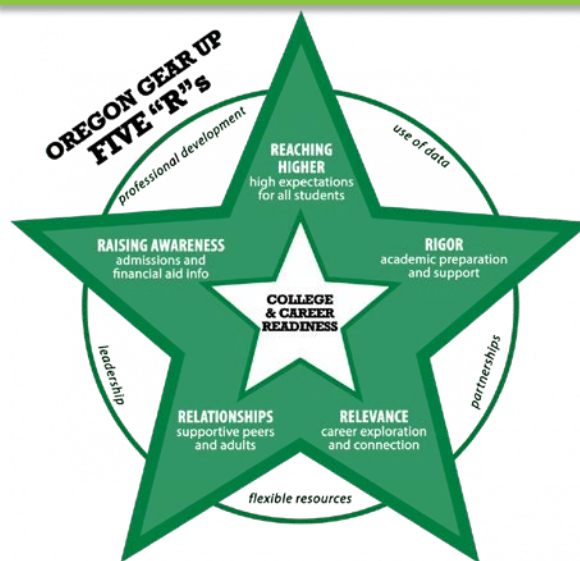 OREGON GEAR UP
FIVE "R"s
professional development
use of data
REACHING
HIGHER
high expectations
for all students
RAISING AWARENESS
admissions and
financial aid info
RIGOR
academic preparation
and support
COLLEGE
& CAREER
READINESS
leadership
partnerships
RELATIONSHIPS
supportive peers
and adults
RELEVANCE
career exploration
and connection
flexible resources